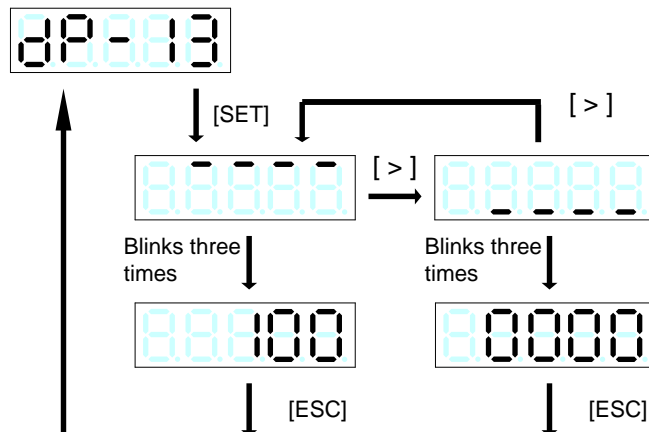 dP-13
[SET]
[ > ]
‾ ‾ ‾ ‾
[ > ]
_ _ _ _
Blinks three
times
Blinks three
times
100
0000
[ESC]
[ESC]